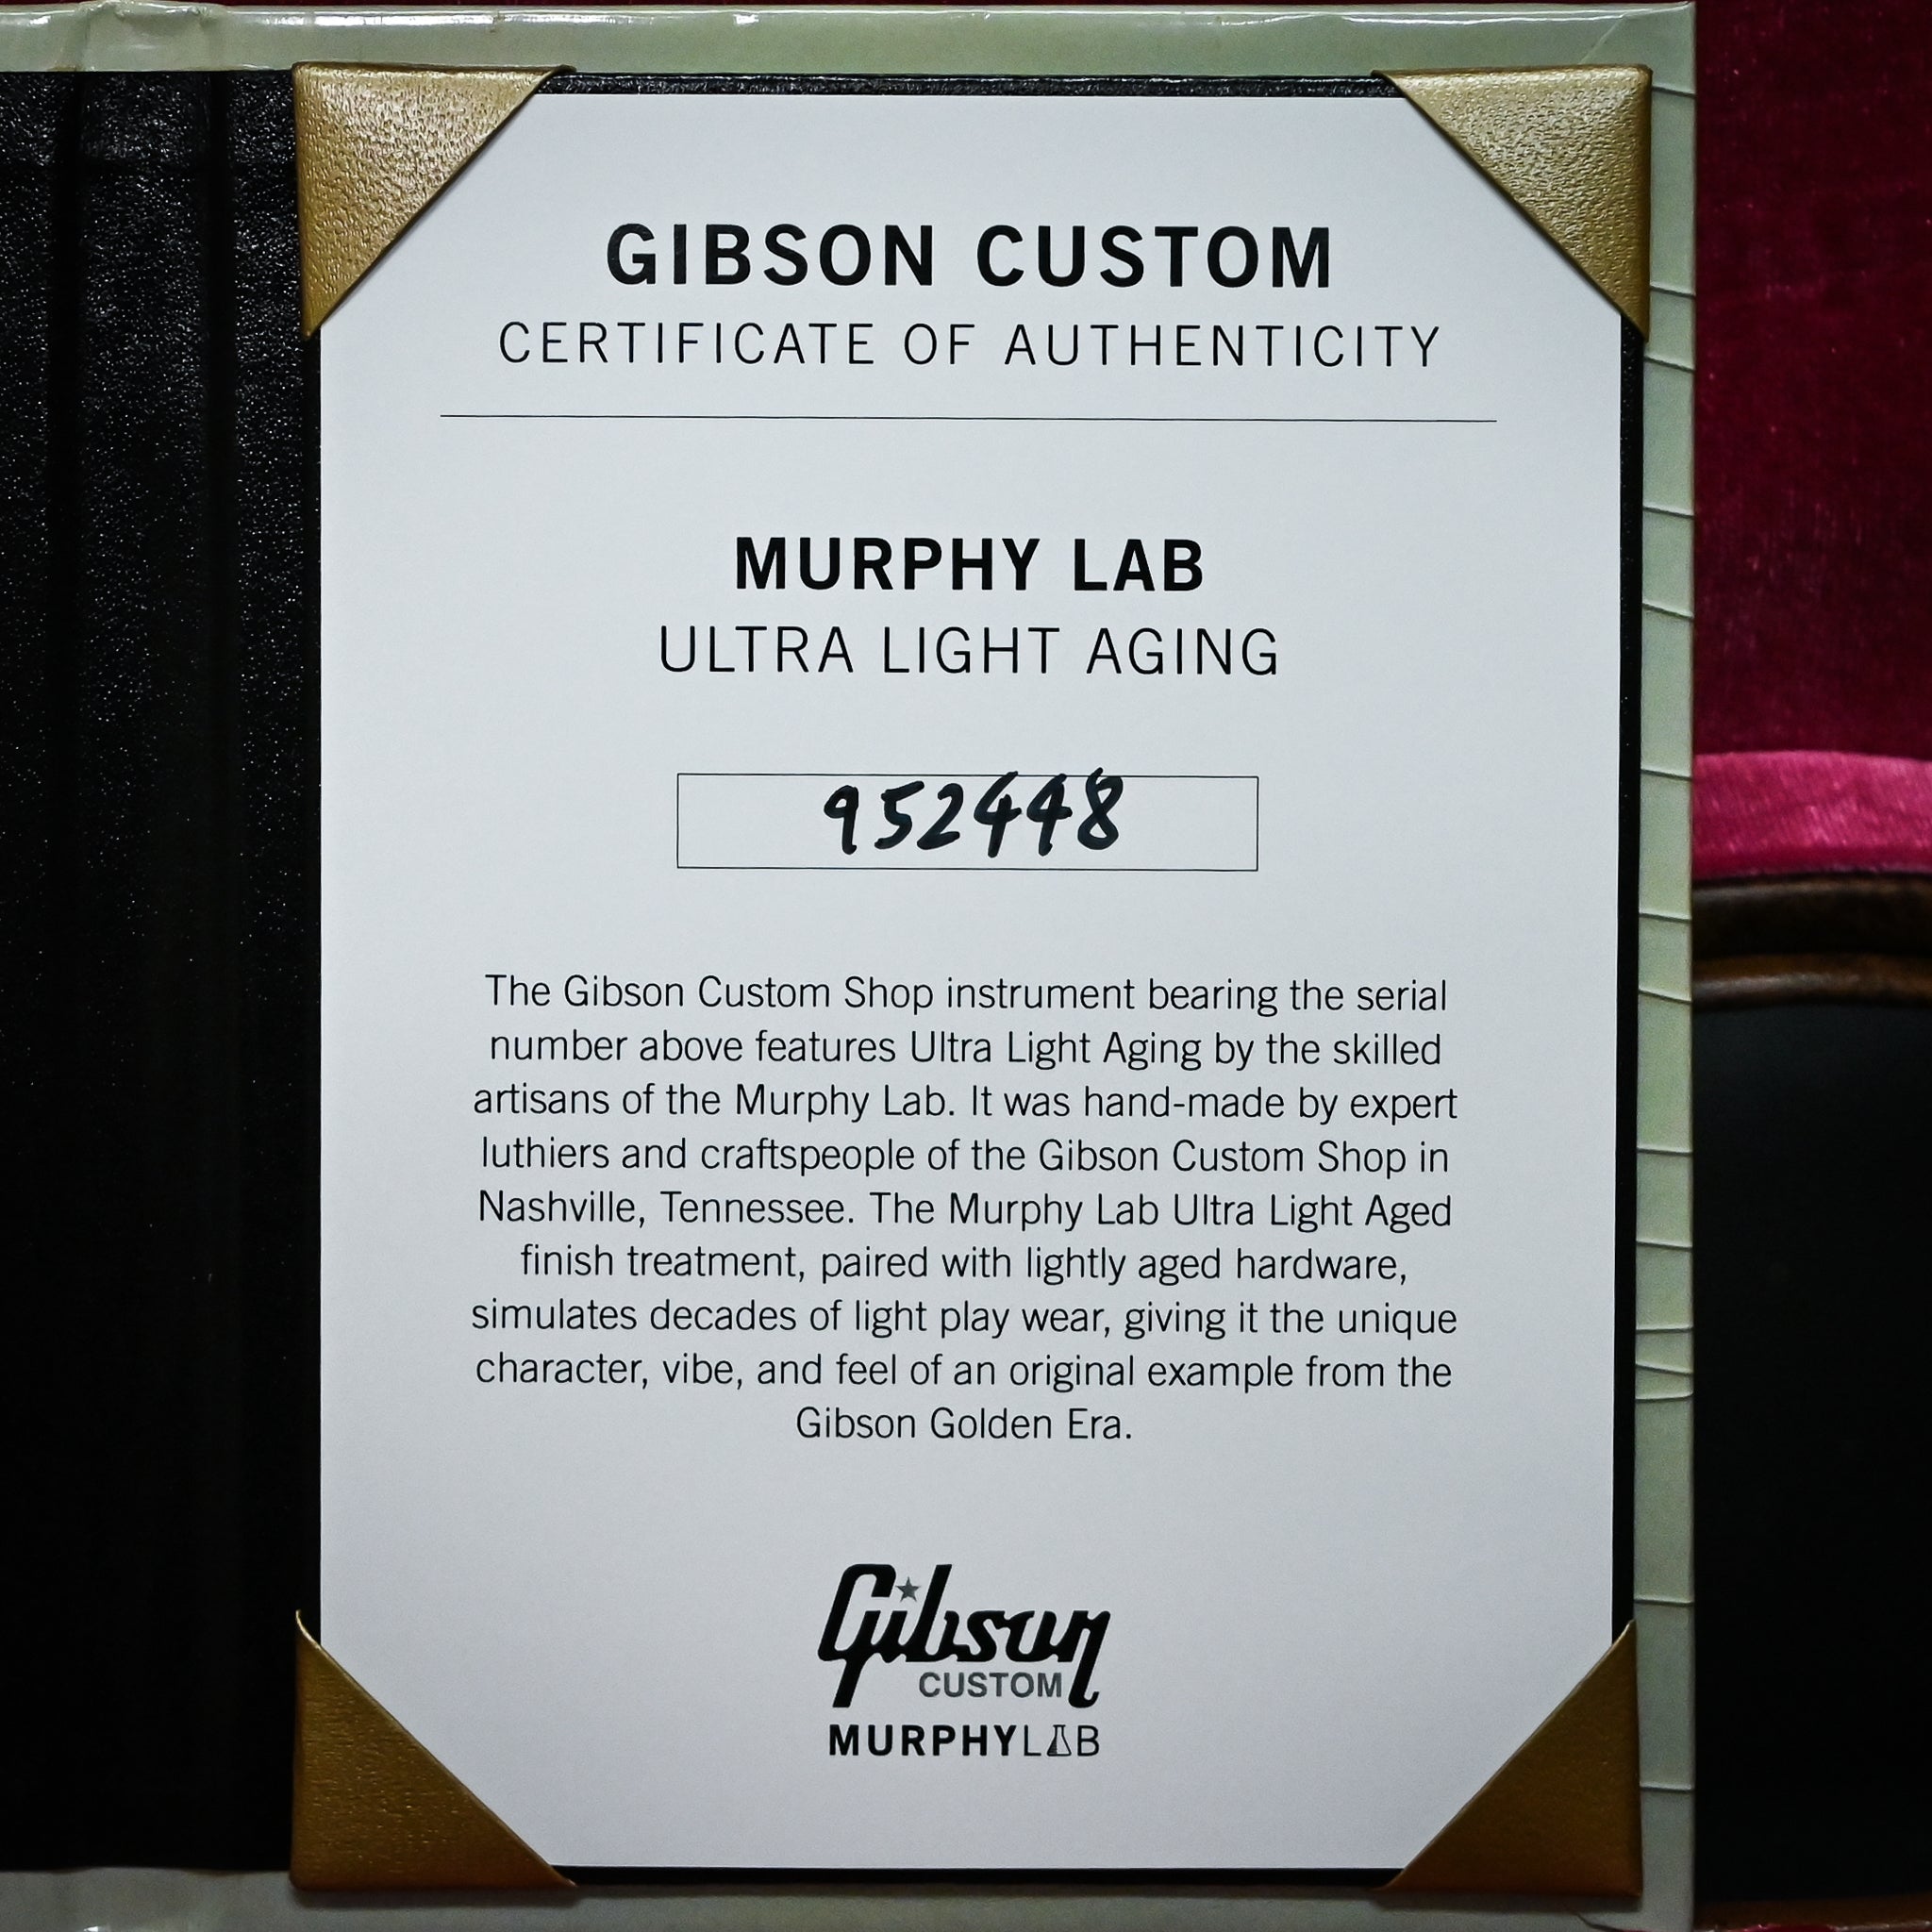 GIBSON CUSTOM
CERTIFICATE OF AUTHENTICITY
MURPHY LAB
ULTRA LIGHT AGING
952448
The Gibson Custom Shop instrument bearing the serial
number above features Ultra Light Aging by the skilled
artisans of the Murphy Lab. It was hand-made by expert
luthiers and craftspeople of the Gibson Custom Shop in
Nashville, Tennessee. The Murphy Lab Ultra Light Aged
finish treatment, paired with lightly aged hardware,
simulates decades of light play wear, giving it the unique
character, vibe, and feel of an original example from the
Gibson Golden Era.
Gibson
CUSTOM
MURPHYLAB